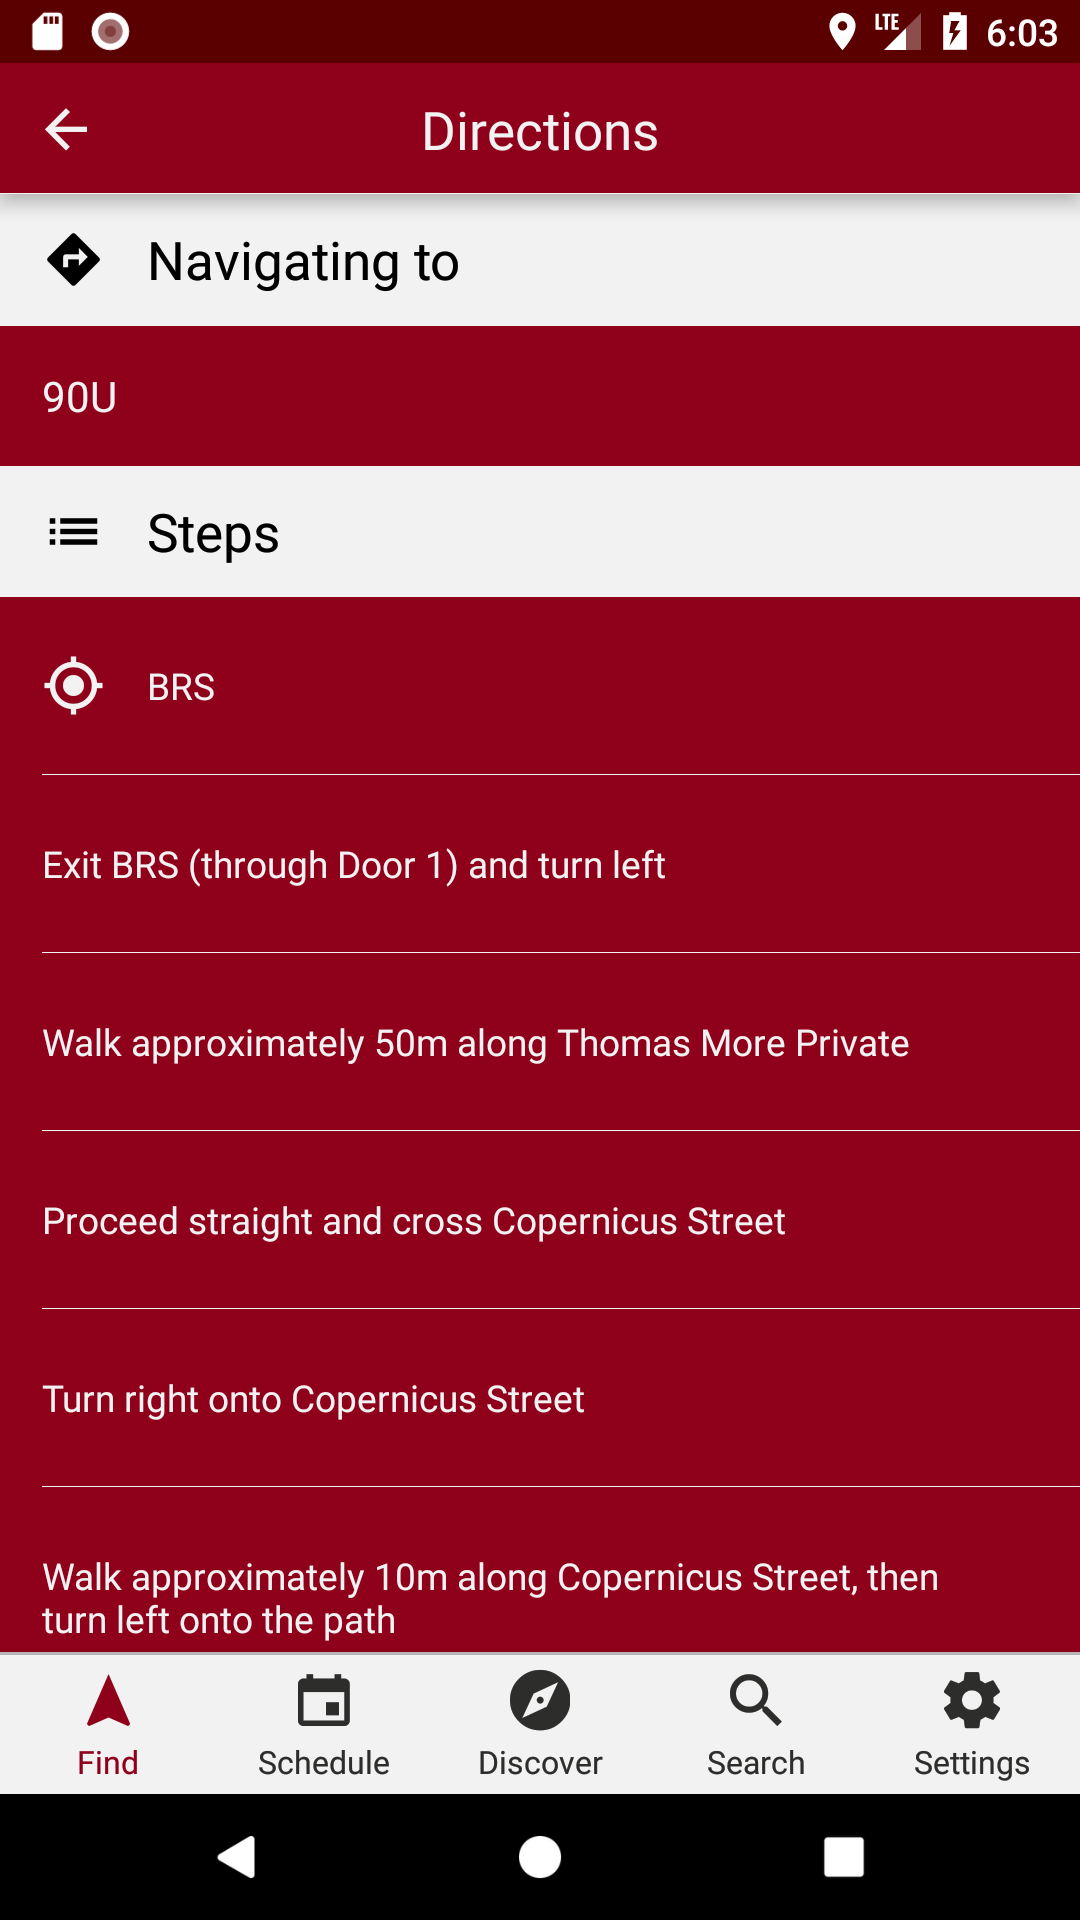 LTE 6:03
Directions
Navigating to
90U
Steps
BRS
Exit BRS (through Door 1) and turn left
Walk approximately 50m along Thomas More Private
Proceed straight and cross Copernicus Street
Turn right onto Copernicus Street
Walk approximately 10m along Copernicus Street, then
turn left onto the path
Find Schedule Discover Search Settings